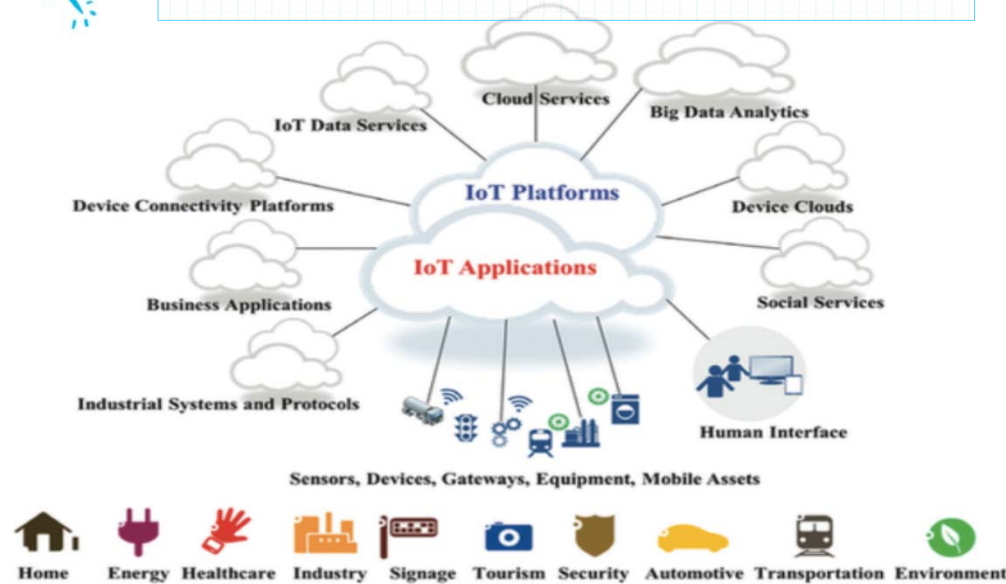 Cloud Services
Big Data Analytics
IoT Data Services
IoT Platforms
Device Connectivity Platforms
Device Clouds
IoT Applications
Business Applications
Social Services
Industrial Systems and Protocols
Human Interface
Sensors, Devices, Gateways, Equipment, Mobile Assets
Home Energy Healthcare Industry Signage Tourism Security Automotive Transportation Environmen